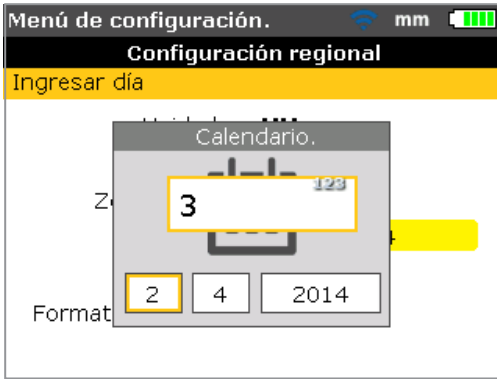 Menú de configuración. mm
Configuración regional
Ingresar día
Calendario.
123
3
2 4 2014
Format